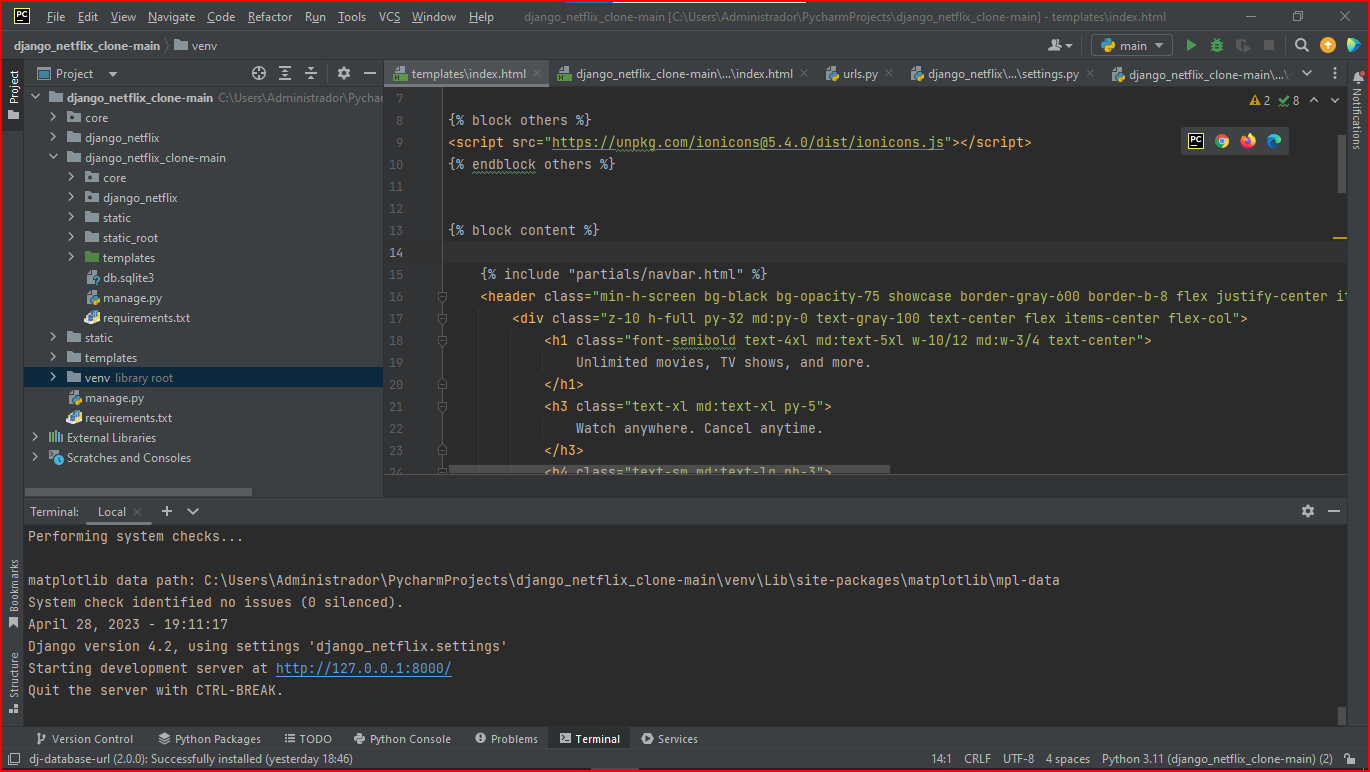 PC File Edit View Navigate Code Refactor Run Tools VCS Window Help django_netflix_clone-main [C:\Users\Administrador\PycharmProjects\django_netflix_clone-main] - templates\index.html
django_netflix_clone-main venv main
Project
Project
templates\index.html django_netflix_clone-main\...\index.html urls.py django_netflix\...\settings.py django_netflix_clone-main\...\
Notifications
django_netflix_clone-main C:\Users\Administrador\Pycharm
core
django_netflix
django_netflix_clone-main
core
django_netflix
static
static_root
templates
db.sqlite3
manage.py
requirements.txt
static
templates
venv library root
manage.py
requirements.txt
External Libraries
Scratches and Consoles
2 8
PC
7
8 {% block others %}
9 <script src="https://unpkg.com/ionicons@5.4.0/dist/ionicons.js"></script>
10 {% endblock others %}
11
12
13 {% block content %}
14
15 {% include "partials/navbar.html" %}
16 <header class="min-h-screen bg-black bg-opacity-75 showcase border-gray-600 border-b-8 flex justify-center it
17 <div class="z-10 h-full py-32 md:py-0 text-gray-100 text-center flex items-center flex-col">
18 <h1 class="font-semibold text-4xl md:text-5xl w-10/12 md:w-3/4 text-center">
19 Unlimited movies, TV shows, and more.
20 </h1>
21 <h3 class="text-xl md:text-xl py-5">
22 Watch anywhere. Cancel anytime.
23 </h3>
24 <h4 class="text-sm md:text-lg pb-3">
Terminal: Local
Performing system checks...
matplotlib data path: C:\Users\Administrador\PycharmProjects\django_netflix_clone-main\venv\Lib\site-packages\matplotlib\mpl-data
System check identified no issues (0 silenced).
April 28, 2023 - 19:11:17
Django version 4.2, using settings 'django_netflix.settings'
Starting development server at http://127.0.0.1:8000/
Quit the server with CTRL-BREAK.
Bookmarks
Structure
Version Control Python Packages TODO Python Console Problems Terminal Services
dj-database-url (2.0.0): Successfully installed (yesterday 18:46) 14:1 CRLF UTF-8 4 spaces Python 3.11 (django_netflix_clone-main) (2)